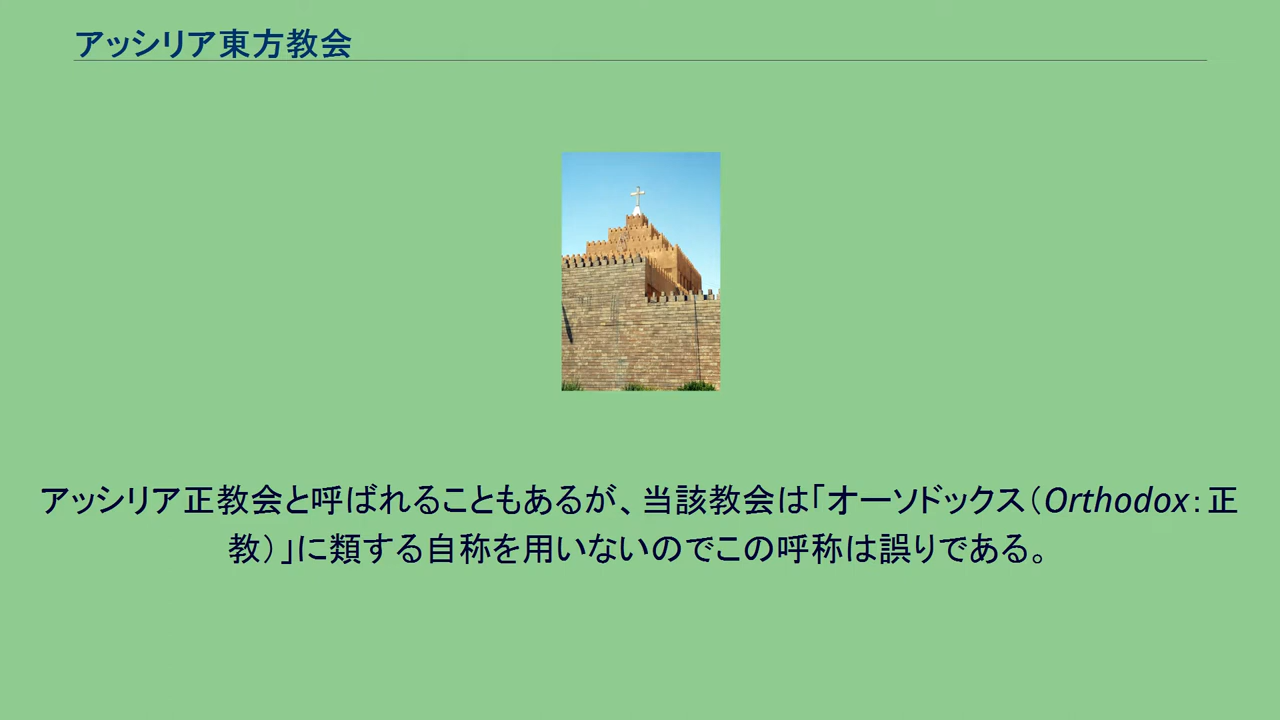 アッシリア東方教会
アッシリア正教会と呼ばれることもあるが、当該教会は「オーソドックス（Orthodox：正
教）」に類する自称を用いないのでこの呼称は誤りである。